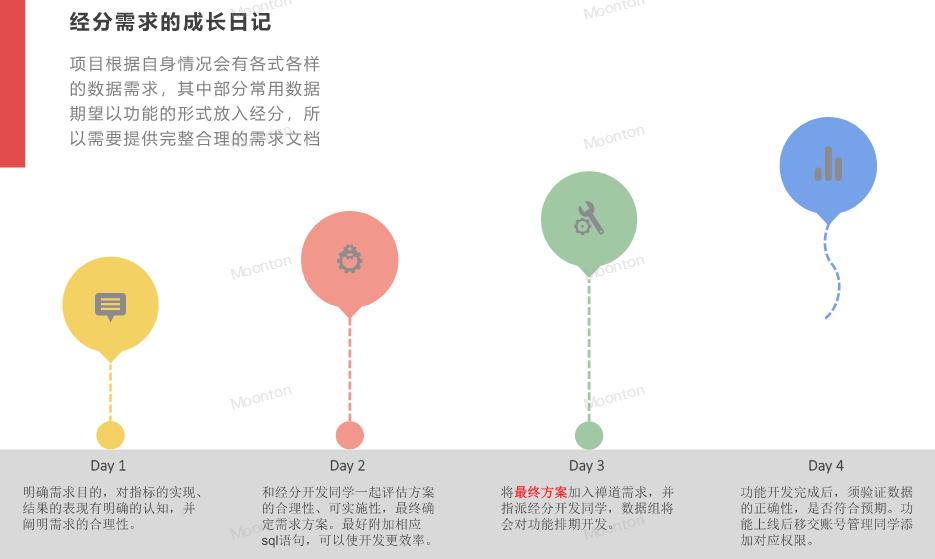 经分需求的成长日记
项目根据自身情况会有各式各样
的数据需求，其中部分常用数据
期望以功能的形式放入经分，所
以需要提供完整合理的需求文档
Moonton
Moonton
Moonton
Moonton
Moonton
Moonton
Moonton
Moonton
Day 1
明确需求目的，对指标的实现、
结果的表现有明确的认知，并
阐明需求的合理性。
Day 2
和经分开发同学一起评估方案
的合理性、可实施性，最终确
定需求方案。最好附加相应
sql语句，可以使开发更效率。
Day 3
将最终方案加入禅道需求，并
指派经分开发同学，数据组将
会对功能排期开发。
Day 4
功能开发完成后，须验证数据
的正确性，是否符合预期。功
能上线后移交账号管理同学添
加对应权限。
Moonton
Moonton